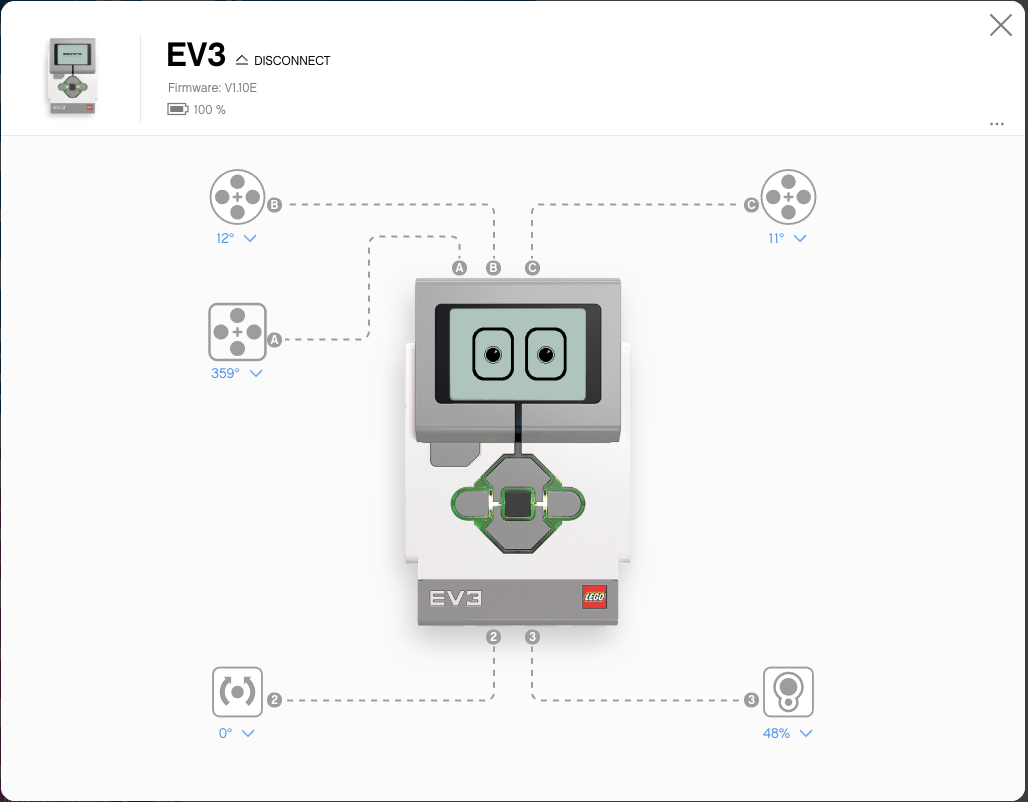 EV3 DISCONNECT
Firmware: V1.10E
100 %
...
B
C
12°
11°
A B C
A
359°
EV3 LEGO
2 3
2
3
0°
48%